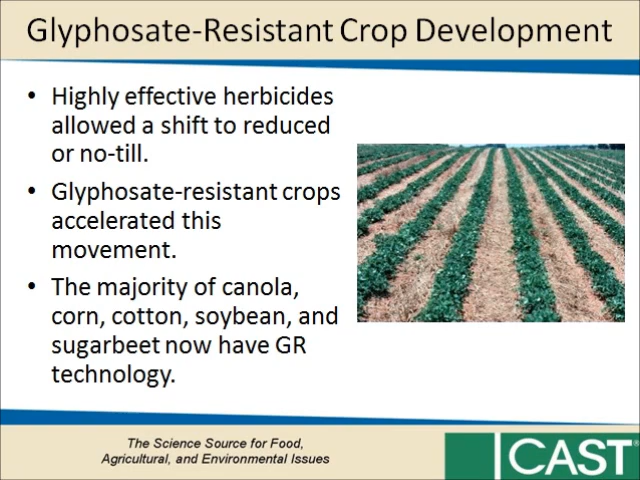 Glyphosate-Resistant Crop Development
• Highly effective herbicides
allowed a shift to reduced
or no-till.
• Glyphosate-resistant crops
accelerated this
movement.
• The majority of canola,
corn, cotton, soybean, and
sugarbeet now have GR
technology.
The Science Source for Food,
Agricultural, and Environmental Issues
CAST®